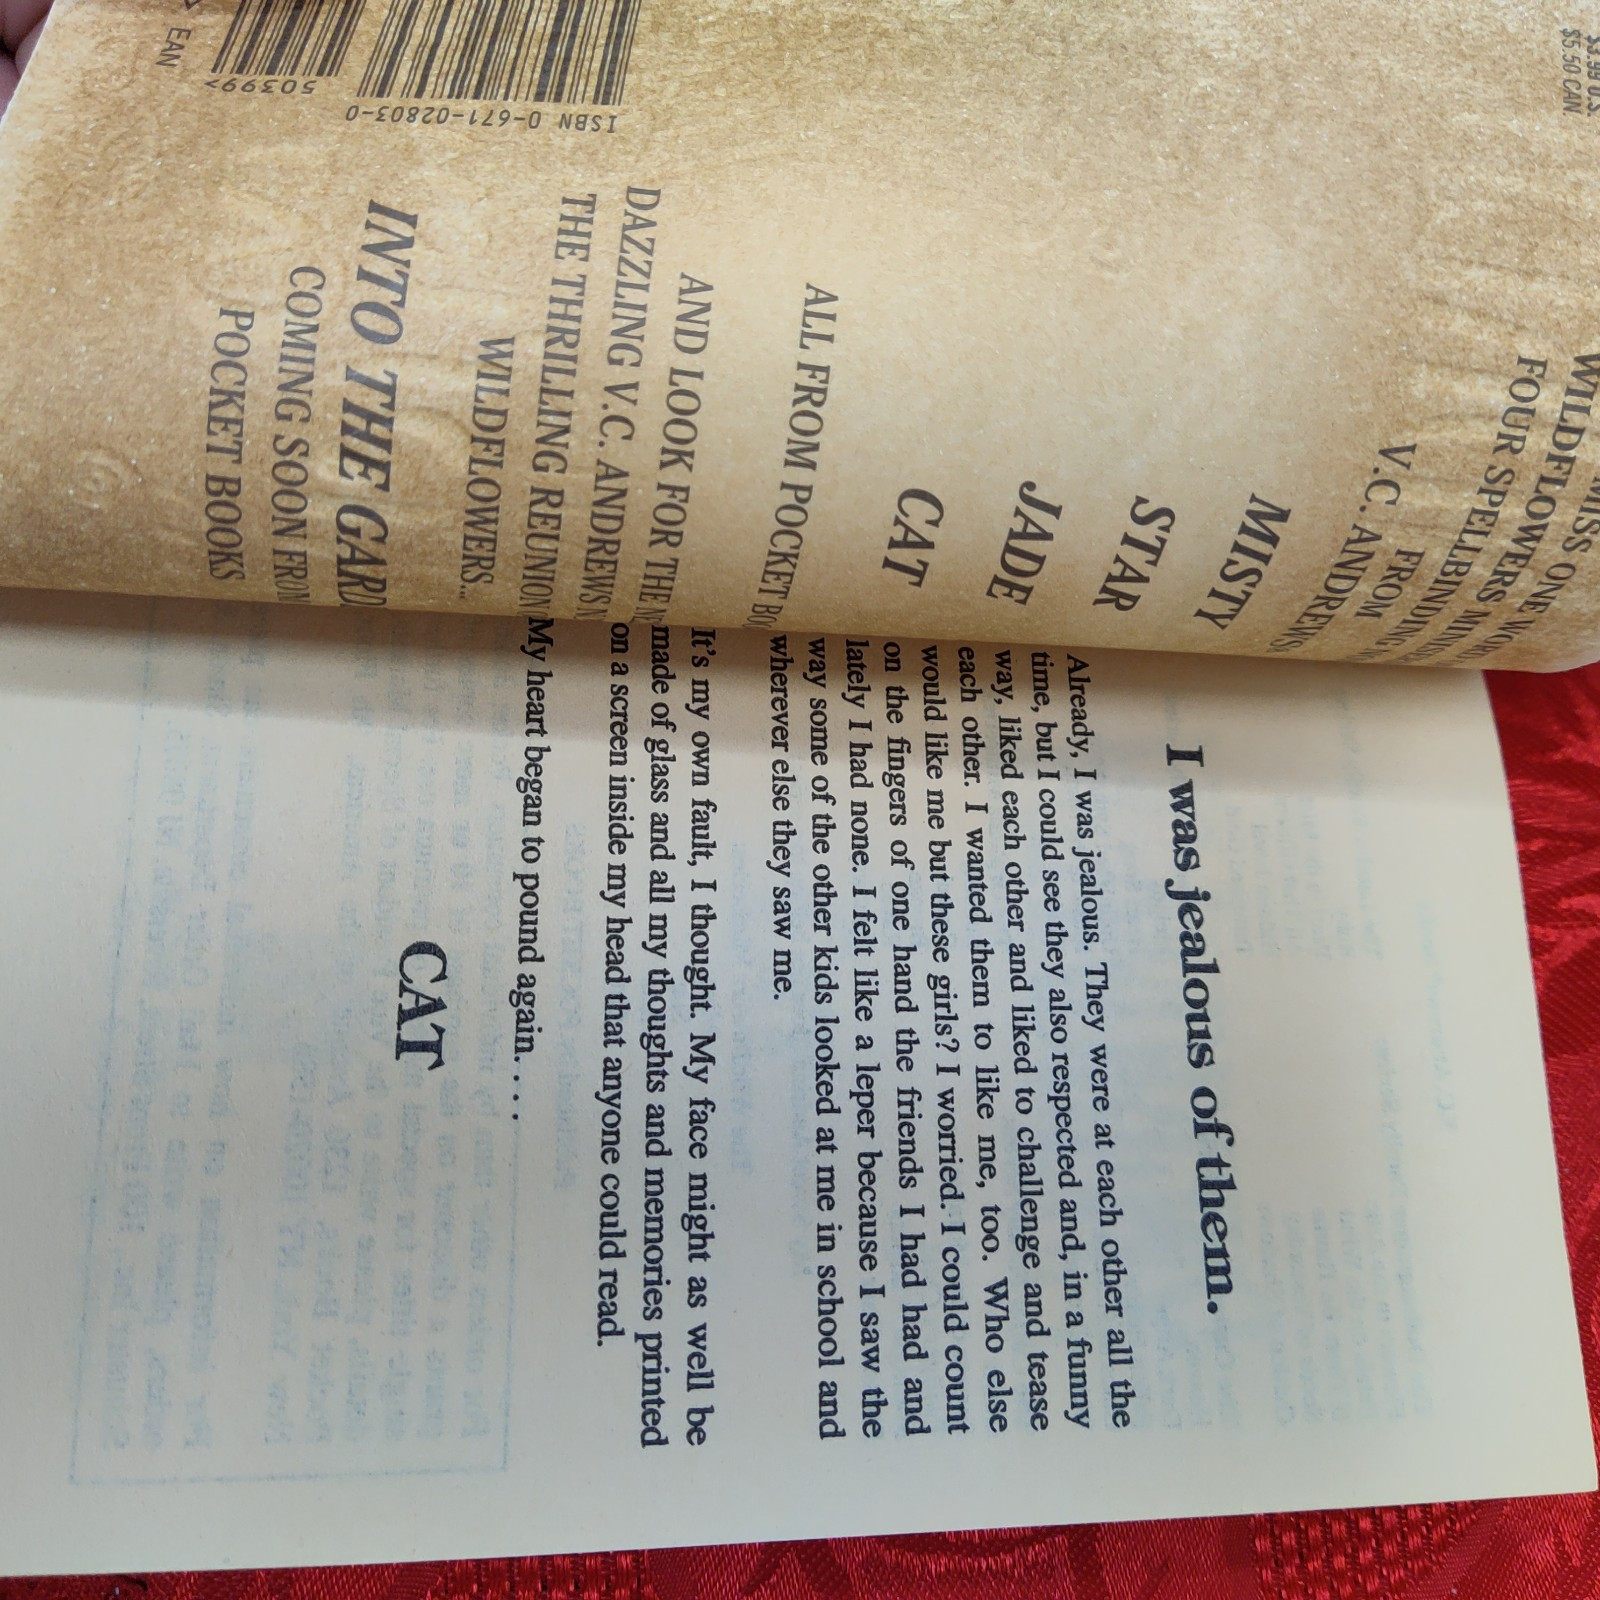 $5.50 CAN
EAN
50399>
ISBN 0-671-02803-0
MISS ONE WORD
WILDFLOWERS
FOUR SPELLBINDING
FROM
V.C. ANDREWS
MISTY
STAR
JADE
CAT
ALL FROM POCKET BOO
AND LOOK FOR THE N
DAZZLING V.C. ANDREWS N
THE THRILLING REUNION
WILDFLOWERS...
INTO THE GARD
COMING SOON FROM
POCKET BOOKS
I was jealous of them.
Already, I was jealous. They were at each other all the
time, but I could see they also respected and, in a funny
way, liked each other and liked to challenge and tease
each other. I wanted them to like me, too. Who else
would like me but these girls? I worried. I could count
on the fingers of one hand the friends I had had and
lately I had none. I felt like a leper because I saw the
way some of the other kids looked at me in school and
wherever else they saw me.
It's my own fault, I thought. My face might as well be
made of glass and all my thoughts and memories printed
on a screen inside my head that anyone could read.
My heart began to pound again. . . .
CAT